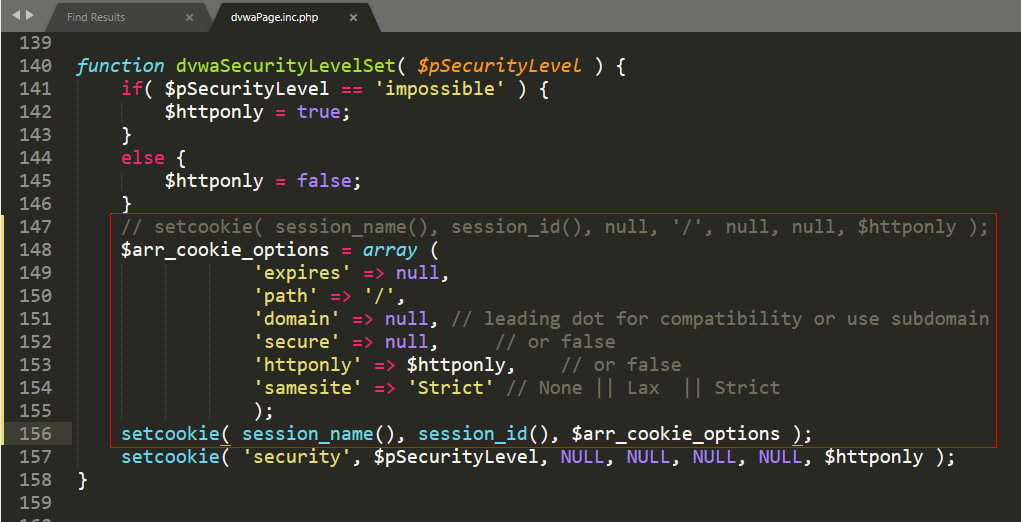 Find Results × dvwaPage.inc.php ×
139
140 function dvwaSecurityLevelSet( $pSecurityLevel ) {
141     if( $pSecurityLevel == 'impossible' ) {
142         $httponly = true;
143     }
144     else {
145         $httponly = false;
146     }
147     // setcookie( session_name(), session_id(), null, '/', null, null, $httponly );
148     $arr_cookie_options = array (
149                 'expires' => null,
150                 'path' => '/',
151                 'domain' => null, // leading dot for compatibility or use subdomain
152                 'secure' => null,     // or false
153                 'httponly' => $httponly,    // or false
154                 'samesite' => 'Strict' // None || Lax  || Strict
155                 );
156     setcookie( session_name(), session_id(), $arr_cookie_options );
157     setcookie( 'security', $pSecurityLevel, NULL, NULL, NULL, NULL, $httponly );
158 }
159